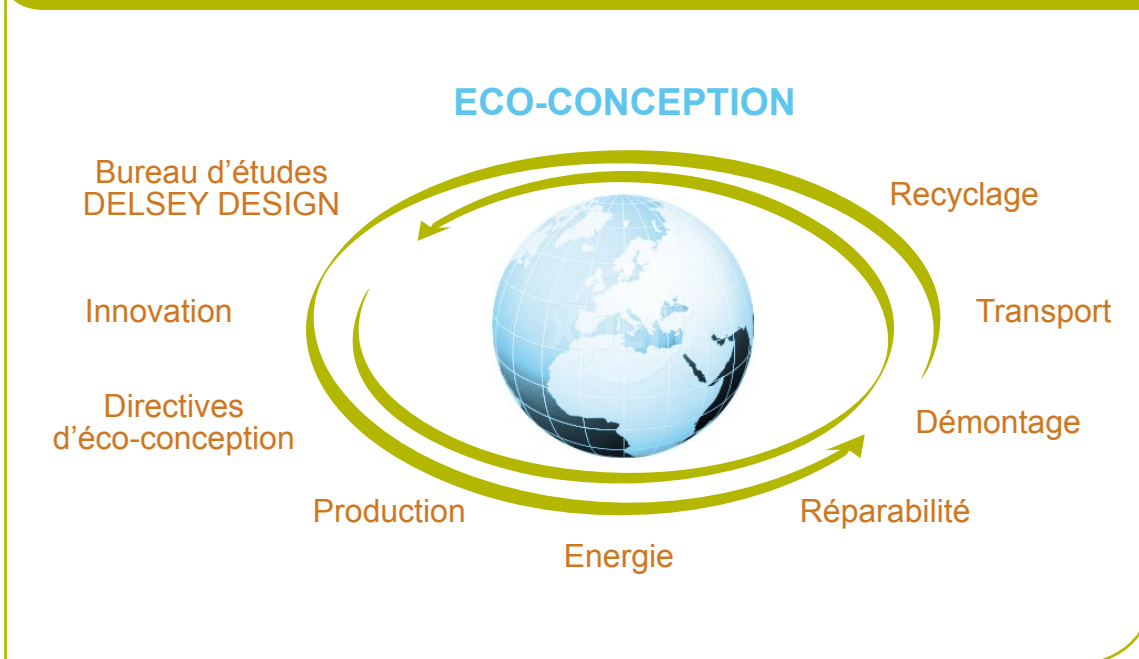 ECO-CONCEPTION
Bureau d’études
DELSEY DESIGN
Recyclage
Innovation
Transport
Directives
d’éco-conception
Démontage
Production
Réparabilité
Energie